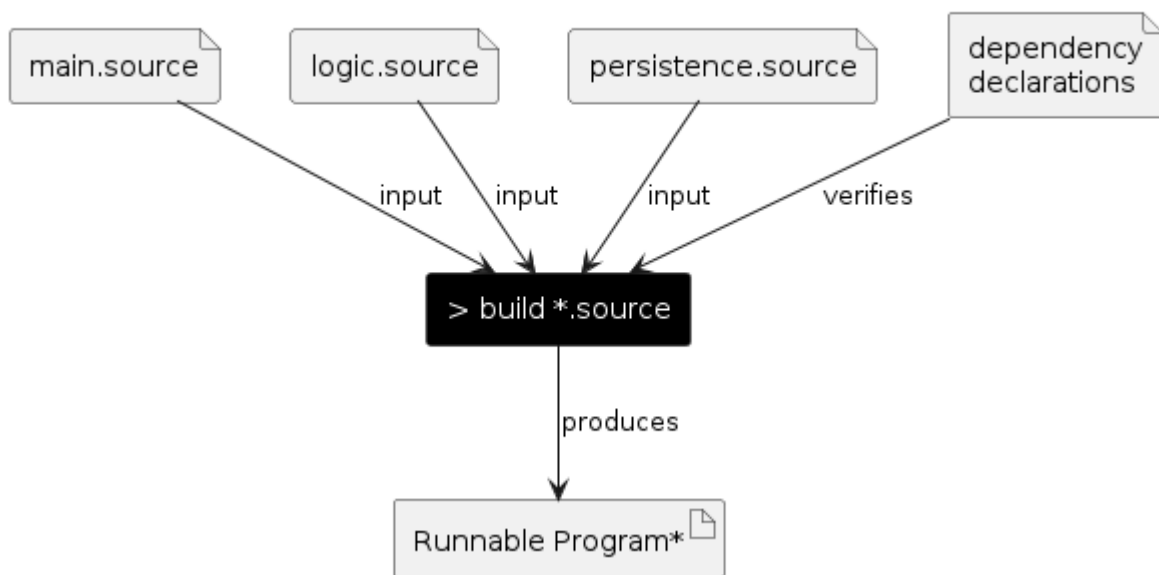 main.source
logic.source
persistence.source
dependency
declarations
input
input
input
verifies
> build *.source
produces
Runnable Program*